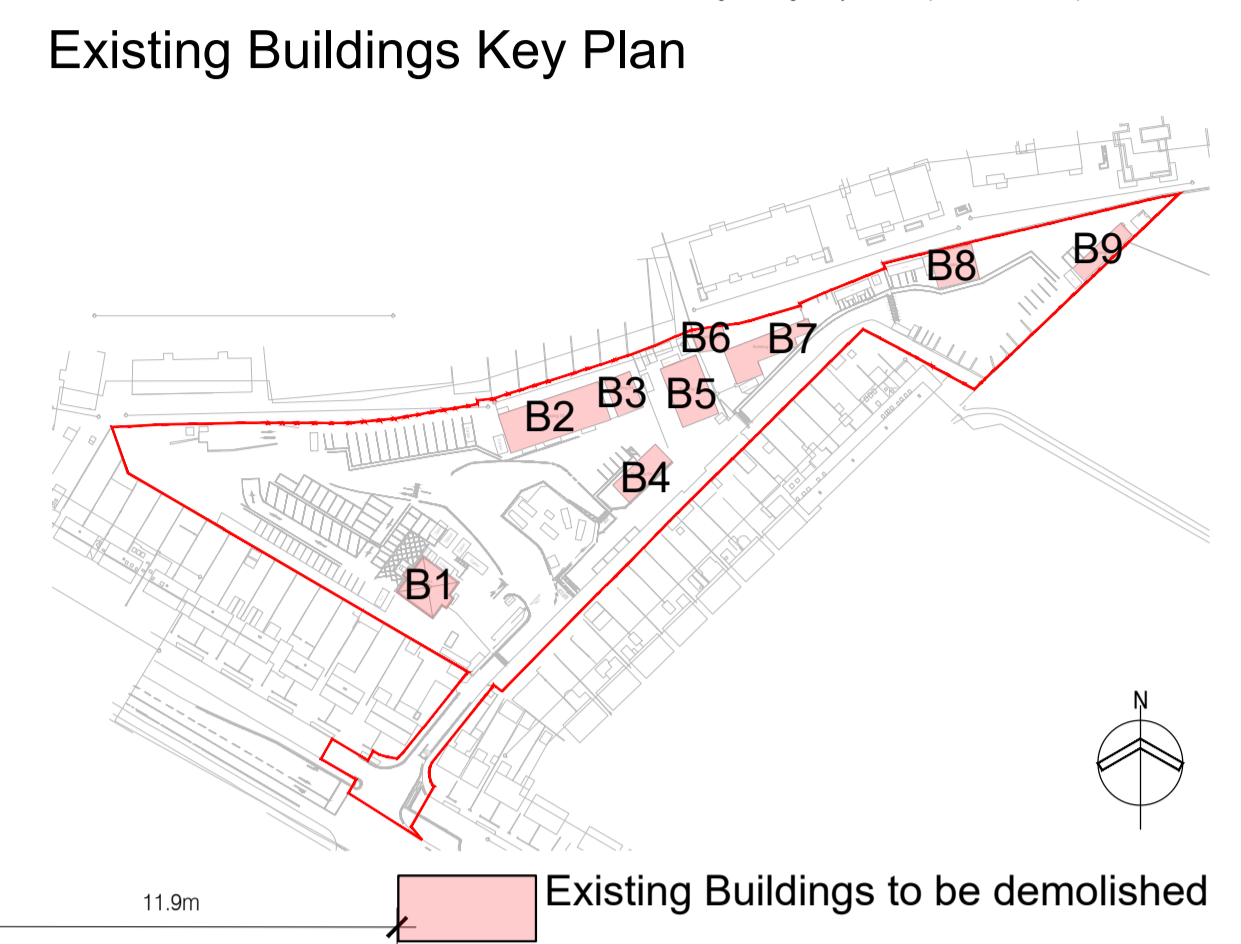 Existing Buildings Key Plan
B9
B8
B6
B7
B3
B5
B2
B4
B1
N
Existing Buildings to be demolished
11.9m